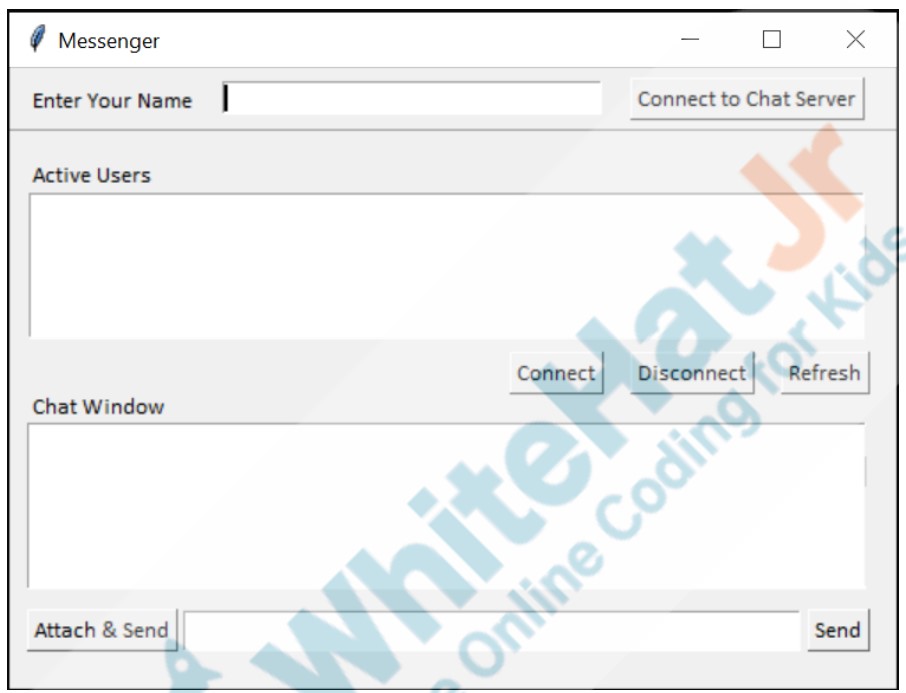 Messenger
Enter Your Name
Connect to Chat Server
Active Users
Connect
Disconnect
Refresh
Chat Window
Attach & Send
Send
WhiteHat Jr
Online Coding for Kids